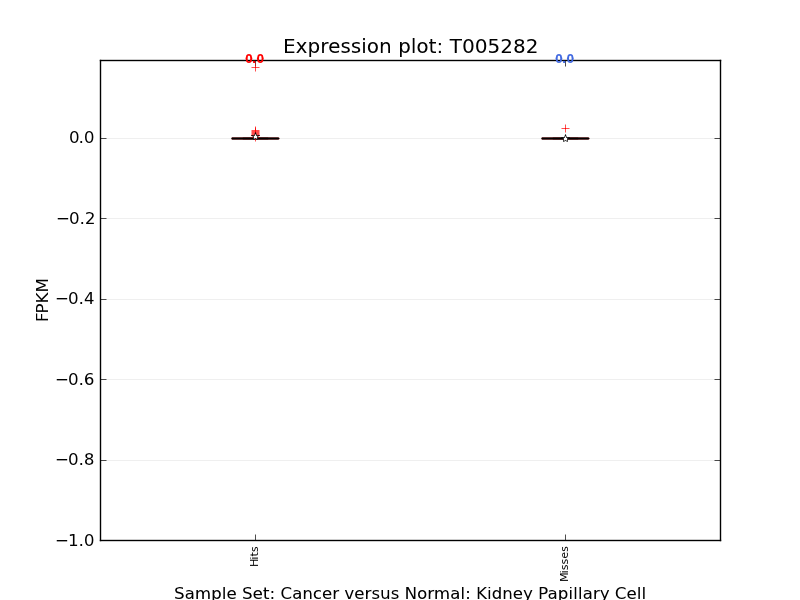 Expression plot: T005282
0.0
0.0
0.0
−0.2
−0.4
−0.6
−0.8
−1.0
FPKM
Hits
Misses
Sample Set: Cancer versus Normal: Kidney Papillary Cell